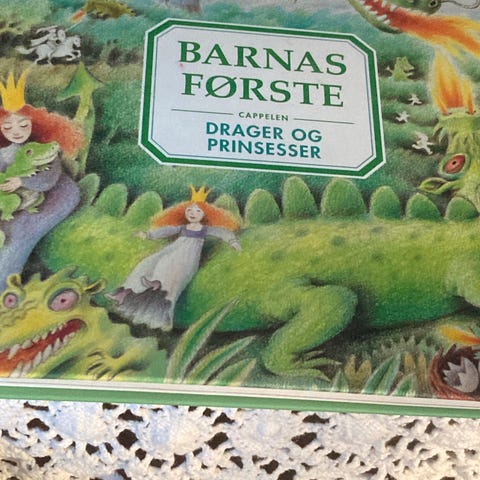 BARNAS
FØRSTE
CAPPELEN
DRAGER OG
PRINSESSER